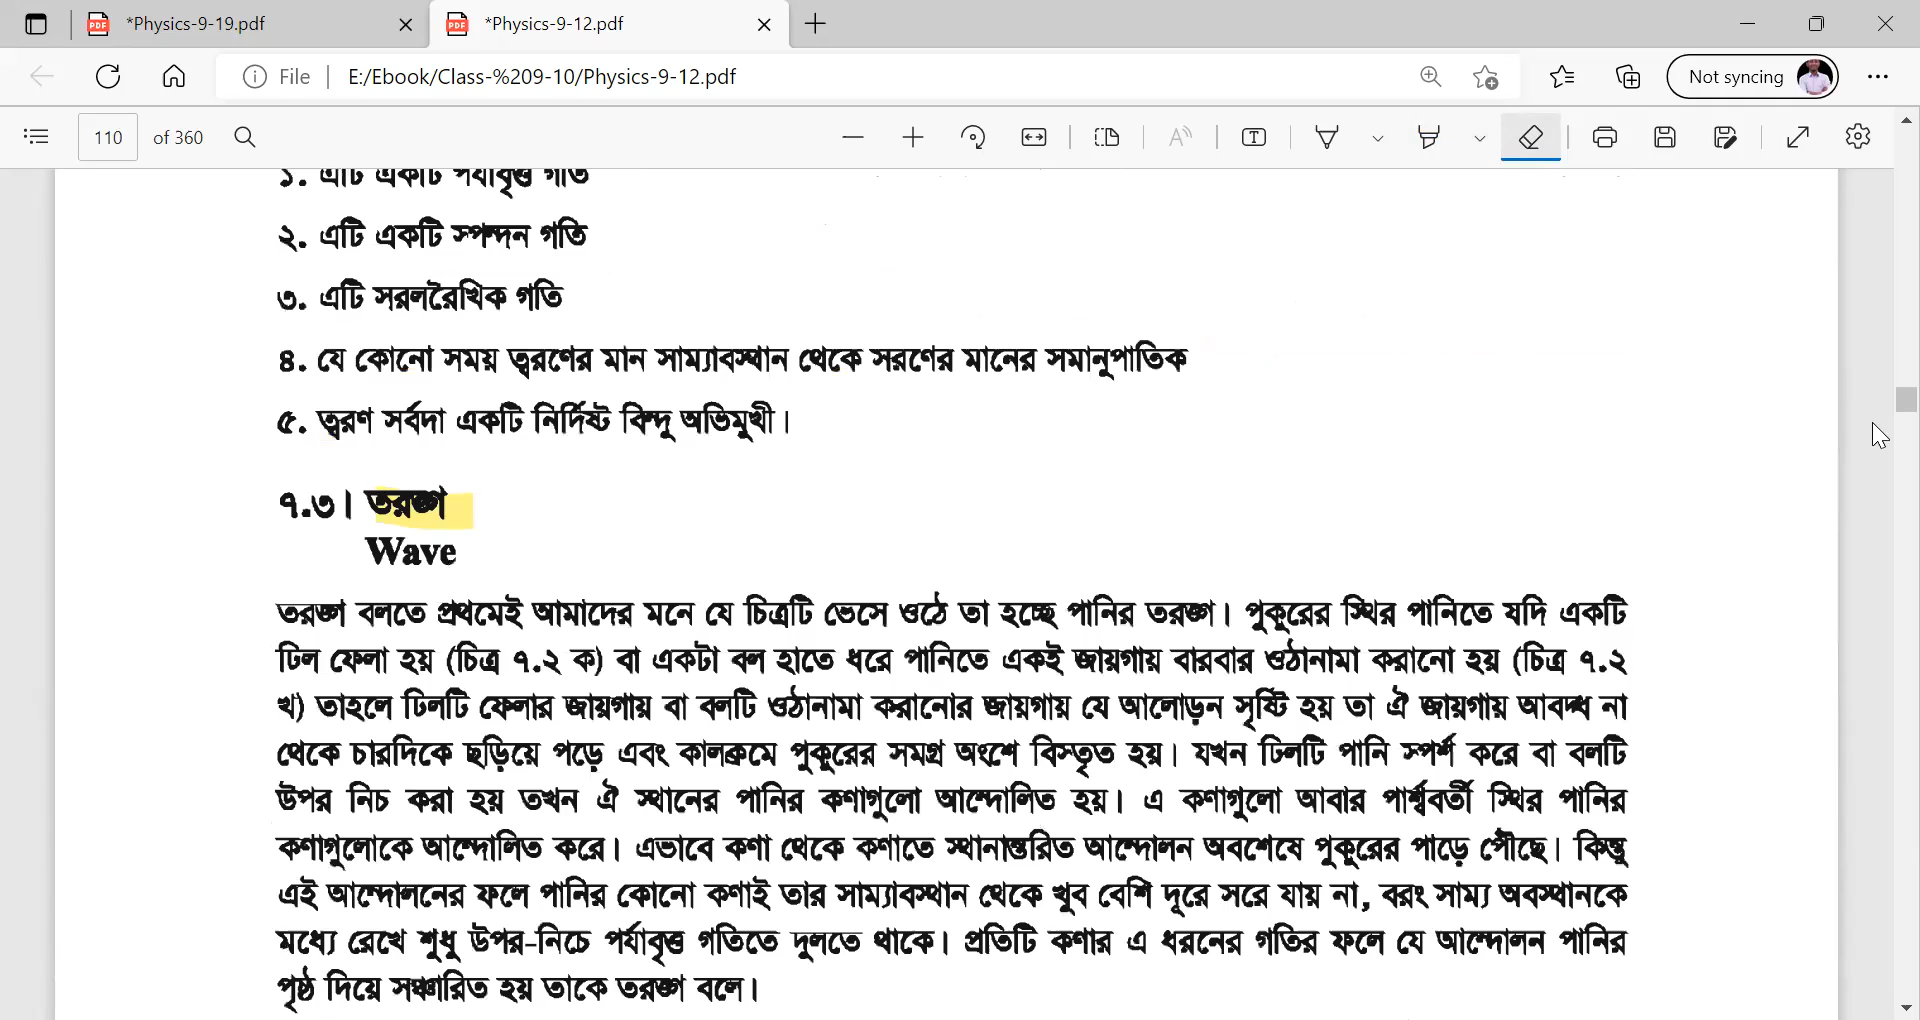 *Physics-9-19.pdf
*Physics-9-12.pdf
File | E:/Ebook/Class-%209-10/Physics-9-12.pdf
Not syncing
110 of 360
১. এটি একটি পর্যাবৃত্ত গতি
২. এটি একটি স্পন্দন গতি
৩. এটি সরলরৈখিক গতি
৪. যে কোনো সময় ত্বরণের মান সাম্যাবস্থান থেকে সরণের মানের সমানুপাতিক
৫. ত্বরণ সর্বদা একটি নির্দিষ্ট বিন্দু অভিমুখী।
৭.৩। তরঙ্গ
Wave
তরঙ্গ বলতে প্রথমেই আমাদের মনে যে চিত্রটি ভেসে ওঠে তা হচ্ছে পানির তরঙ্গ। পুকুরের স্থির পানিতে যদি একটি
ঢিল ফেলা হয় (চিত্র ৭.২ ক) বা একটা বল হাতে ধরে পানিতে একই জায়গায় বারবার ওঠানামা করানো হয় (চিত্র ৭.২
খ) তাহলে ঢিলটি ফেলার জায়গায় বা বলটি ওঠানামা করানোর জায়গায় যে আলোড়ন সৃষ্টি হয় তা ঐ জায়গায় আবদ্ধ না
থেকে চারদিকে ছড়িয়ে পড়ে এবং কালক্রমে পুকুরের সমগ্র অংশে বিস্তৃত হয়। যখন ঢিলটি পানি স্পর্শ করে বা বলটি
উপর নিচ করা হয় তখন ঐ স্থানের পানির কণাগুলো আন্দোলিত হয়। এ কণাগুলো আবার পার্শ্ববর্তী স্থির পানির
কণাগুলোকে আন্দোলিত করে। এভাবে কণা থেকে কণাতে স্থানান্তরিত আন্দোলন অবশেষে পুকুরের পাড়ে পৌঁছে। কিন্তু
এই আন্দোলনের ফলে পানির কোনো কণাই তার সাম্যাবস্থান থেকে খুব বেশি দূরে সরে যায় না, বরং সাম্য অবস্থানকে
মধ্যে রেখে শুধু উপর-নিচে পর্যাবৃত্ত গতিতে দুলতে থাকে। প্রতিটি কণার এ ধরনের গতির ফলে যে আন্দোলন পানির
পৃষ্ঠ দিয়ে সঞ্চারিত হয় তাকে তরঙ্গ বলে।